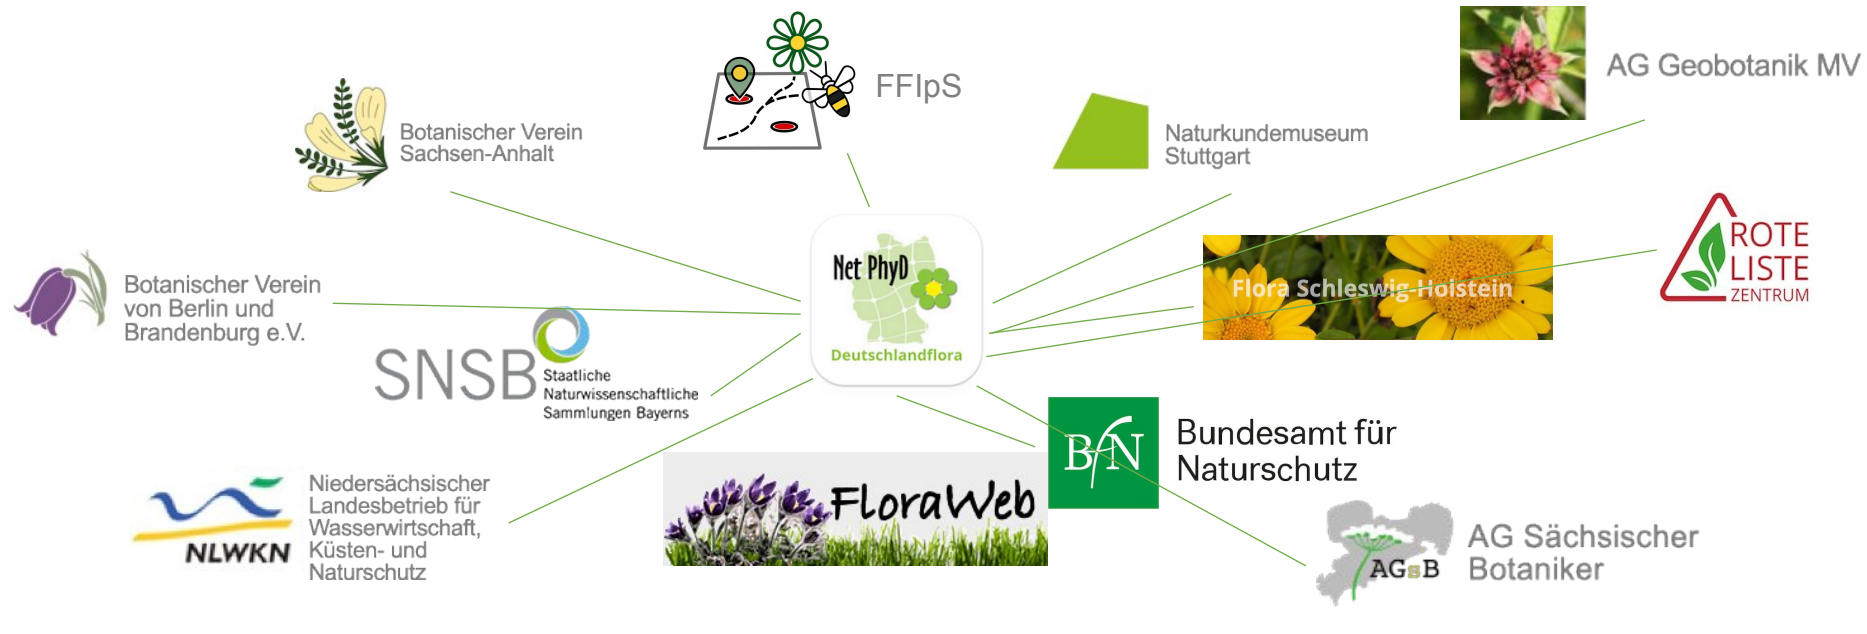 FFIpS
AG Geobotanik MV
Botanischer Verein
Sachsen-Anhalt
Naturkundemuseum
Stuttgart
ROTE
LISTE
ZENTRUM
Net PhyD
Deutschlandflora
Flora Schleswig-Holstein
Botanischer Verein
von Berlin und
Brandenburg e.V.
SNSB
Staatliche
Naturwissenschaftliche
Sammlungen Bayerns
BfN
Bundesamt für
Naturschutz
NLWKN
Niedersächsischer
Landesbetrieb für
Wasserwirtschaft,
Küsten- und
Naturschutz
FloraWeb
AGsB
AG Sächsischer
Botaniker